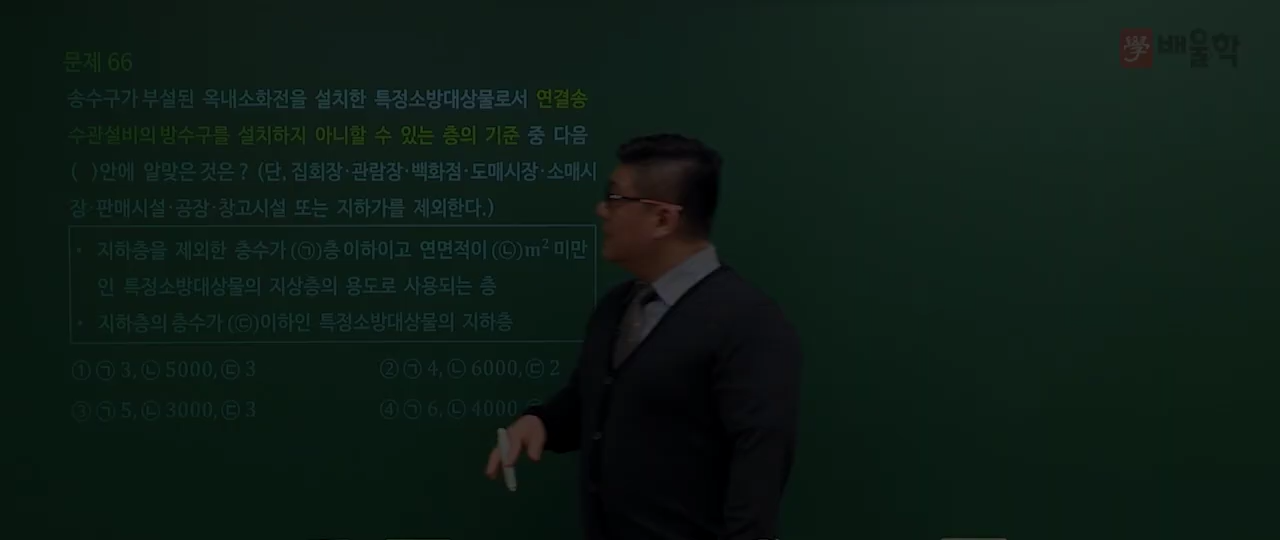 學 배울학
문제 66
송수구가 부설된 옥내소화전을 설치한 특정소방대상물로서 연결송
수관설비의 방수구를 설치하지 아니할 수 있는 층의 기준 중 다음
( )안에 알맞은 것은? (단, 집회장·관람장·백화점·도매시장·소매시
장·판매시설·공장·창고시설 또는 지하가를 제외한다.)
• 지하층을 제외한 층수가 (㉠)층 이하이고 연면적이 (㉡)m² 미만
인 특정소방대상물의 지상층의 용도로 사용되는 층
• 지하층의 층수가 (㉢)이하인 특정소방대상물의 지하층
① ㉠ 3, ㉡ 5000, ㉢ 3 ② ㉠ 4, ㉡ 6000, ㉢ 2
③ ㉠ 5, ㉡ 3000, ㉢ 3 ④ ㉠ 6, ㉡ 4000,